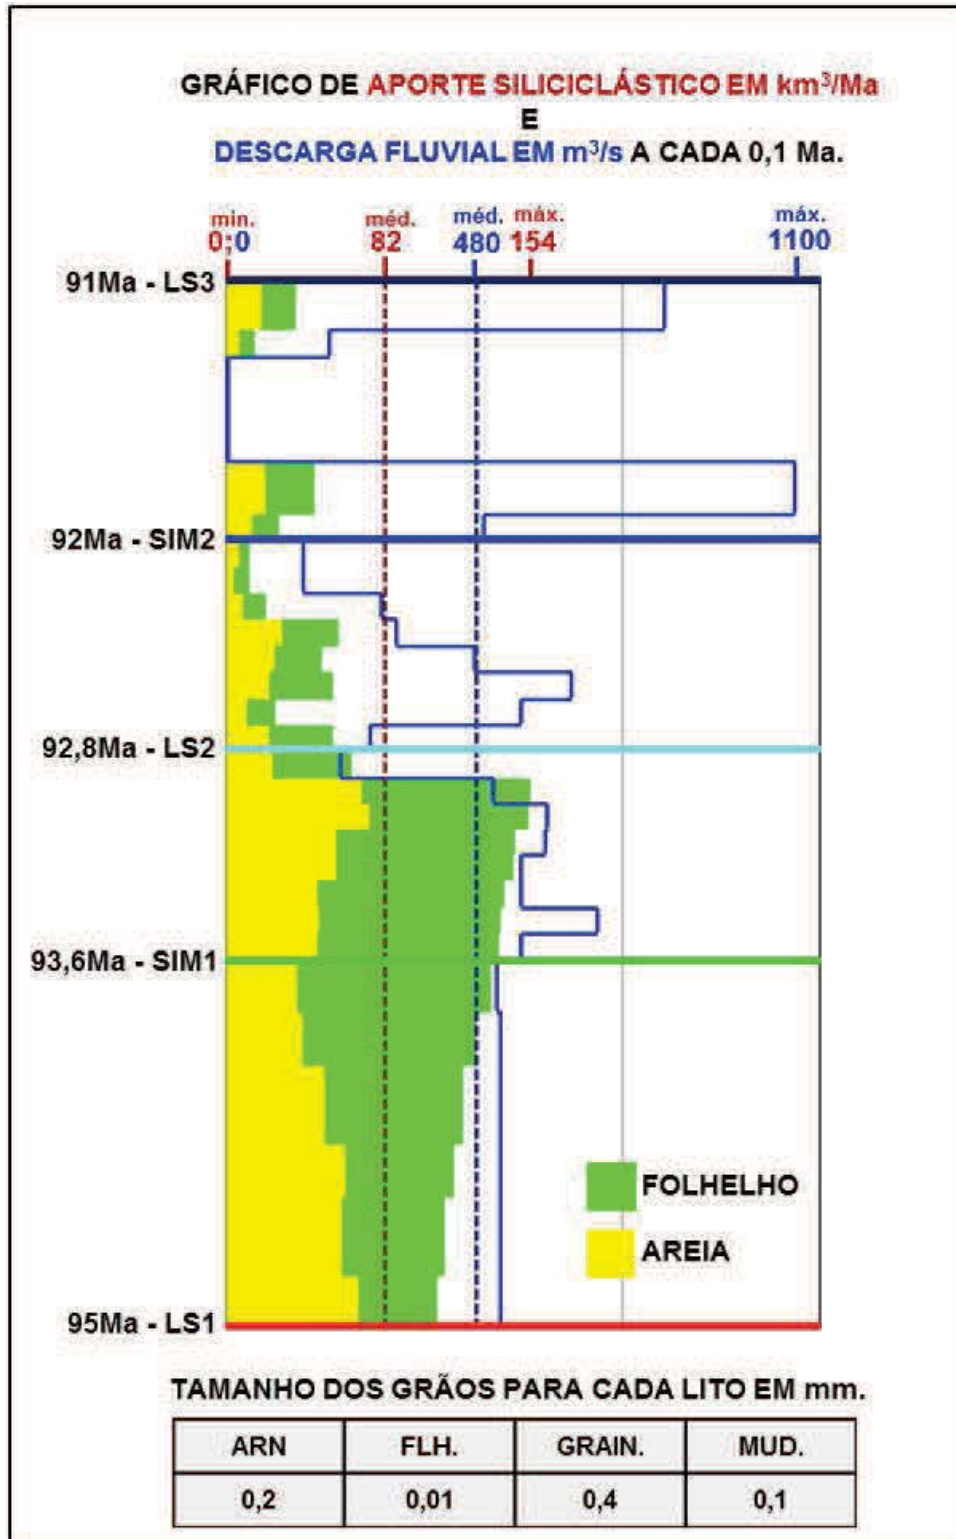 GRÁFICO DE APORTE SILICICLÁSTICO EM km³/Ma
E
DESCARGA FLUVIAL EM m³/s A CADA 0,1 Ma.
min. méd. méd. máx. máx.
0;0 82 480 154 1100
91Ma - LS3
92Ma - SIM2
92,8Ma - LS2
93,6Ma - SIM1
FOLHELHO
AREIA
95Ma - LS1
TAMANHO DOS GRÃOS PARA CADA LITO EM mm.
ARN FLH. GRAIN. MUD.
0,2 0,01 0,4 0,1